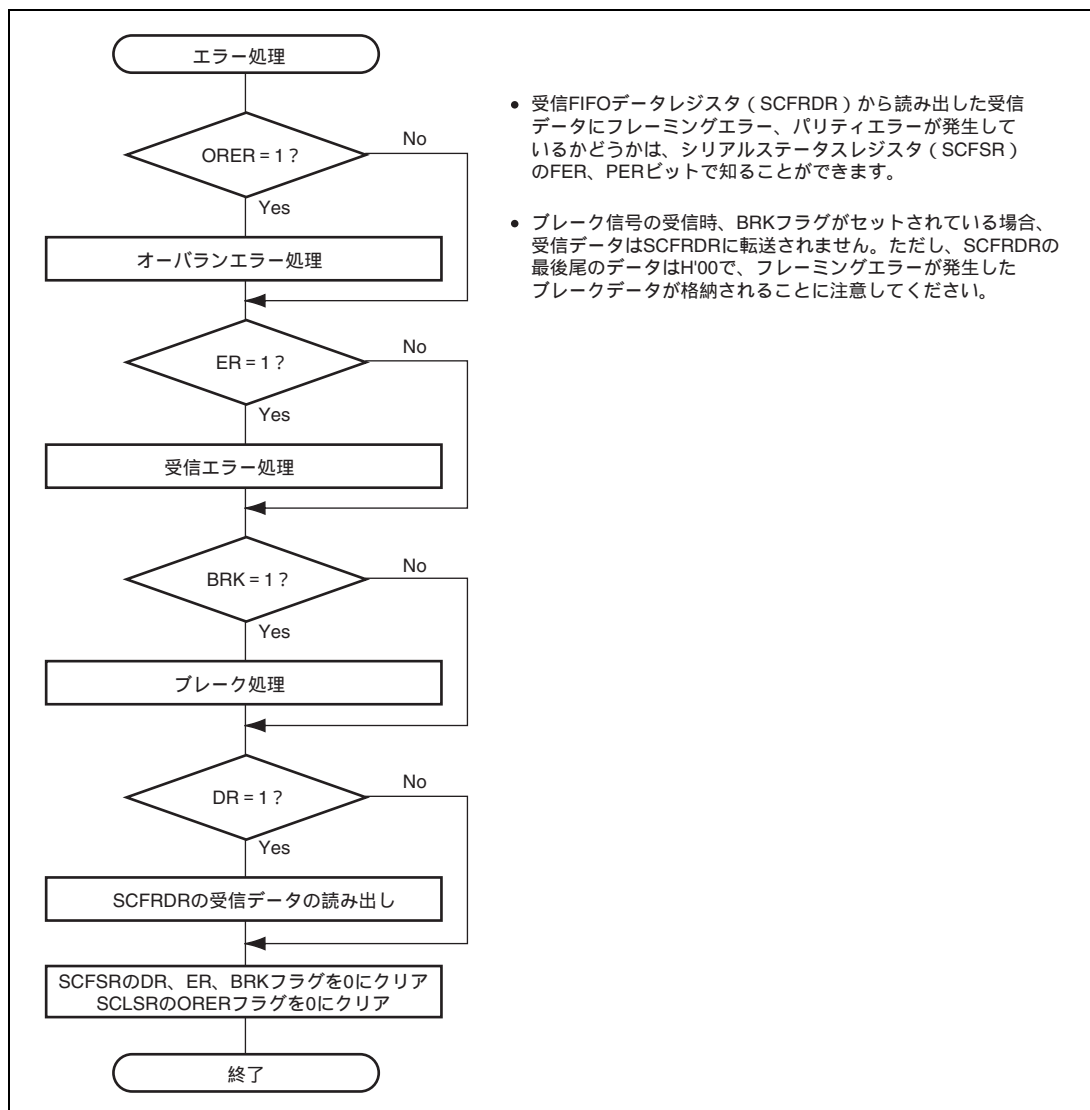 エラー処理
ORER = 1 ?
No
Yes
オーバランエラー処理
ER = 1 ?
No
Yes
受信エラー処理
BRK = 1 ?
No
Yes
ブレーク処理
DR = 1 ?
No
Yes
SCFRDRの受信データの読み出し
SCFSRのDR、ER、BRKフラグを0にクリア
SCLSRのORERフラグを0にクリア
終了
● 受信FIFOデータレジスタ(SCFRDR)から読み出した受信
データにフレーミングエラー、パリティエラーが発生して
いるかどうかは、シリアルステータスレジスタ(SCFSR)
のFER、PERビットで知ることができます。
● ブレーク信号の受信時、BRKフラグがセットされている場合、
受信データはSCFRDRに転送されません。ただし、SCFRDRの
最後尾のデータはH'00で、フレーミングエラーが発生した
ブレークデータが格納されることに注意してください。